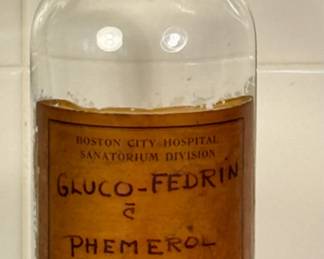 BOSTON CITY HOSPITAL
SANATORIUM DIVISION
GLUCO-FEDRIN
c̄
PHEMEROL